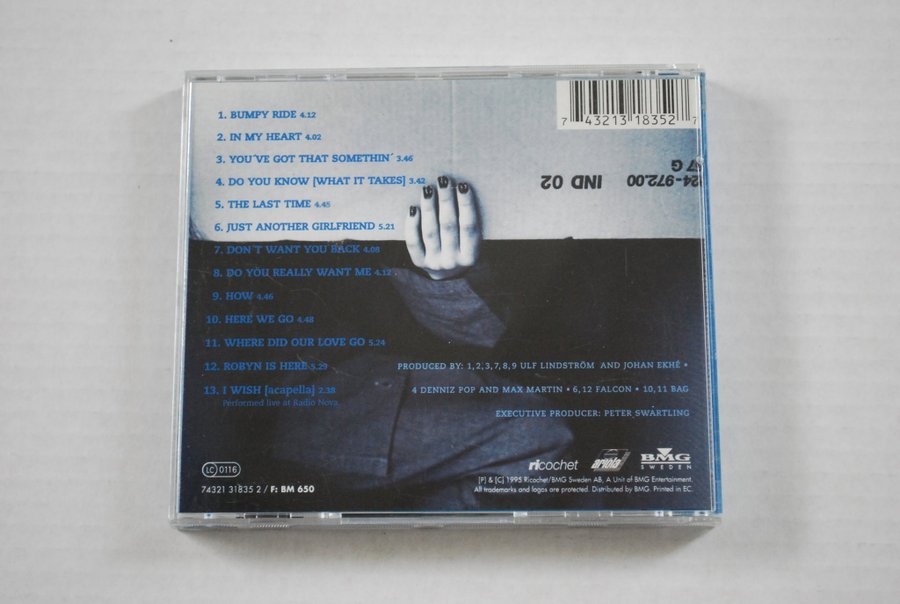 1. BUMPY RIDE 4.12
2. IN MY HEART 4.02
3. YOU´VE GOT THAT SOMETHIN´ 3.46
4. DO YOU KNOW [WHAT IT TAKES] 3.42
5. THE LAST TIME 4.45
6. JUST ANOTHER GIRLFRIEND 5.21
7. DON´T WANT YOU BACK 4.08
8. DO YOU REALLY WANT ME 4.12
9. HOW 4.46
10. HERE WE GO 4.48
11. WHERE DID OUR LOVE GO 5.24
12. ROBYN IS HERE 5.29
13. I WISH [acapella] 2.38
Performed live at Radio Nova.
7 43213 18352 7
7 G
24-972.00 IND 02
PRODUCED BY: 1,2,3,7,8,9 ULF LINDSTRÖM AND JOHAN EKHÉ •
4 DENNIZ POP AND MAX MARTIN • 6,12 FALCON • 10,11 BAG
EXECUTIVE PRODUCER: PETER SWÄRTLING
ricochet ariola BMG
SWEDEN
LC 0116
74321 31835 2 / F: BM 650
[P] & [C] 1995 Ricochet/BMG Sweden AB, A Unit of BMG Entertainment.
All trademarks and logos are protected. Distributed by BMG. Printed in EC.